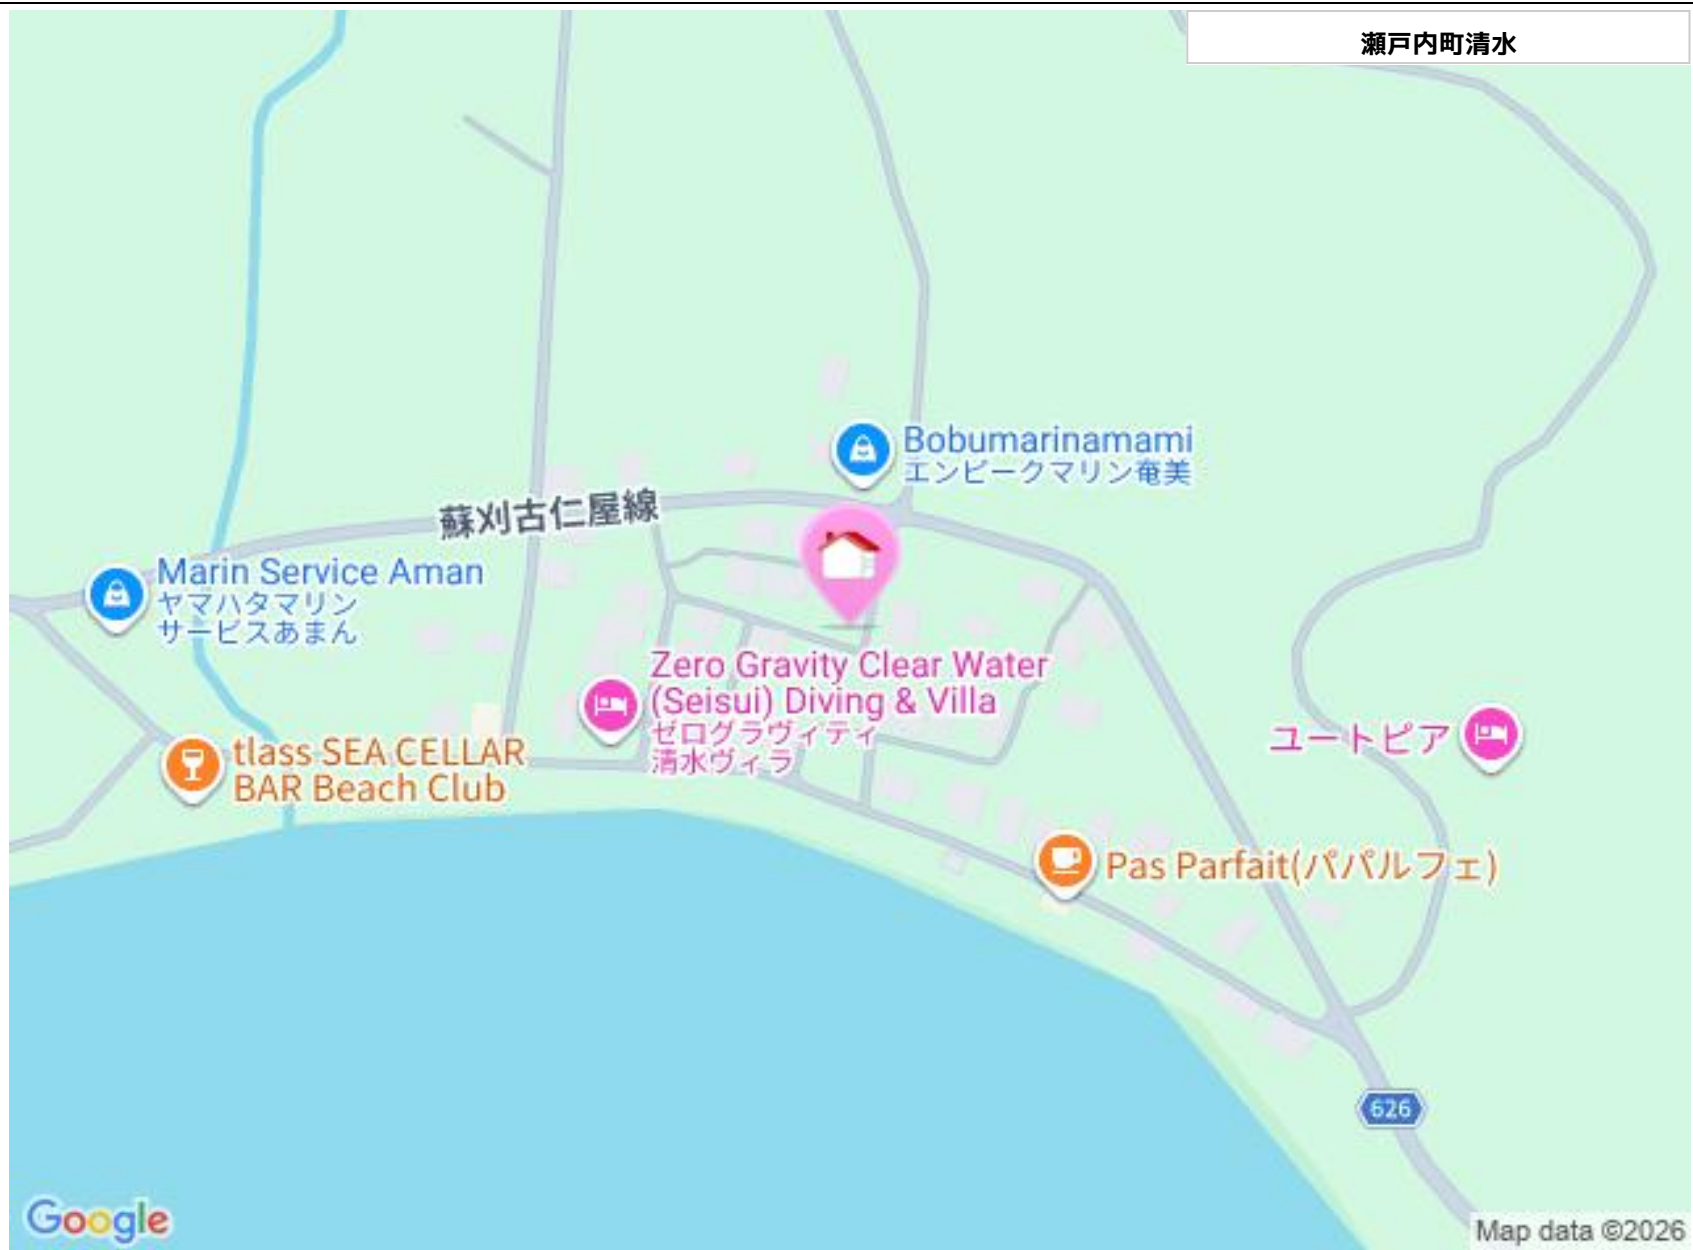 瀬戸内町清水
Bobumarinamami
エンビークマリン奄美
蘇刈古仁屋線
Marin Service Aman
ヤマハタマリン
サービスあまん
Zero Gravity Clear Water
(Seisui) Diving & Villa
ゼログラヴィティ
清水ヴィラ
ユートピア
tlass SEA CELLAR
BAR Beach Club
Pas Parfait(パパルフェ)
626
Google
Map data ©2026